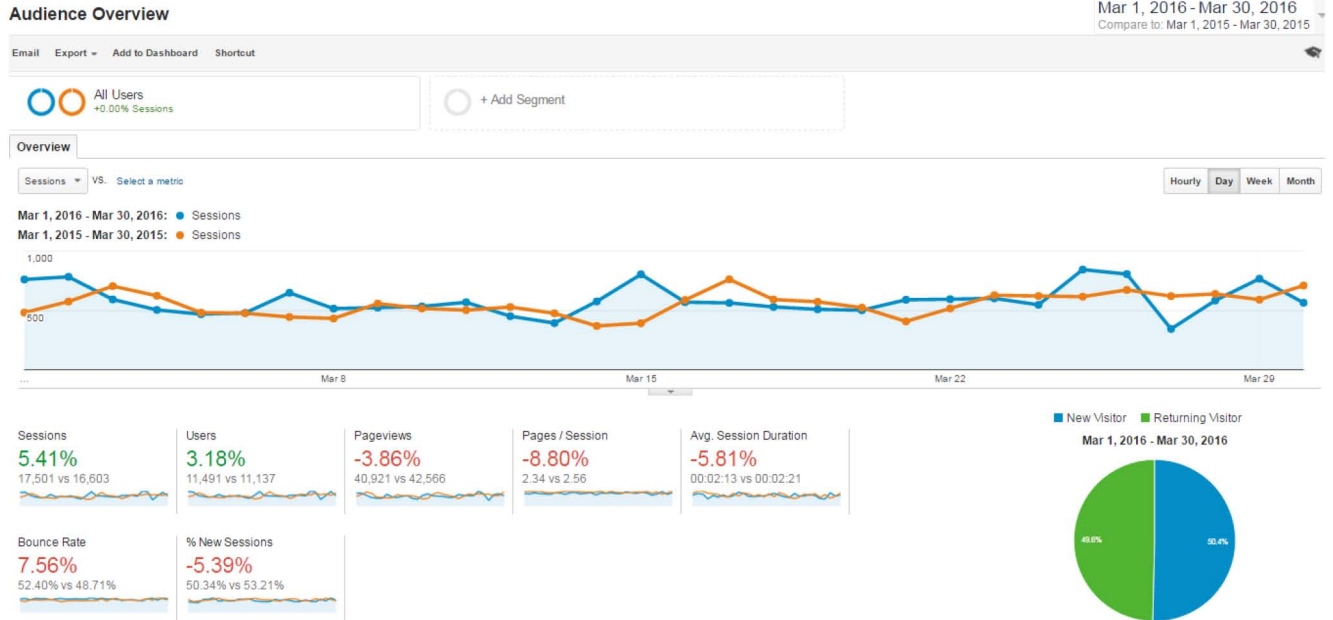 Audience Overview
Mar 1, 2016 - Mar 30, 2016
Compare to: Mar 1, 2015 - Mar 30, 2015
Email Export Add to Dashboard Shortcut
All Users
+0.00% Sessions
+ Add Segment
Overview
Sessions VS. Select a metric
Hourly Day Week Month
Mar 1, 2016 - Mar 30, 2016: Sessions
Mar 1, 2015 - Mar 30, 2015: Sessions
1,000
500
... Mar 8 Mar 15 Mar 22 Mar 29
New Visitor Returning Visitor
Mar 1, 2016 - Mar 30, 2016
Sessions Users Pageviews Pages / Session Avg. Session Duration
5.41% 3.18% -3.86% -8.80% -5.81%
17,501 vs 16,603 11,491 vs 11,137 40,921 vs 42,566 2.34 vs 2.56 00:02:13 vs 00:02:21
49.6% 50.4%
Bounce Rate % New Sessions
7.56% -5.39%
52.40% vs 48.71% 50.34% vs 53.21%